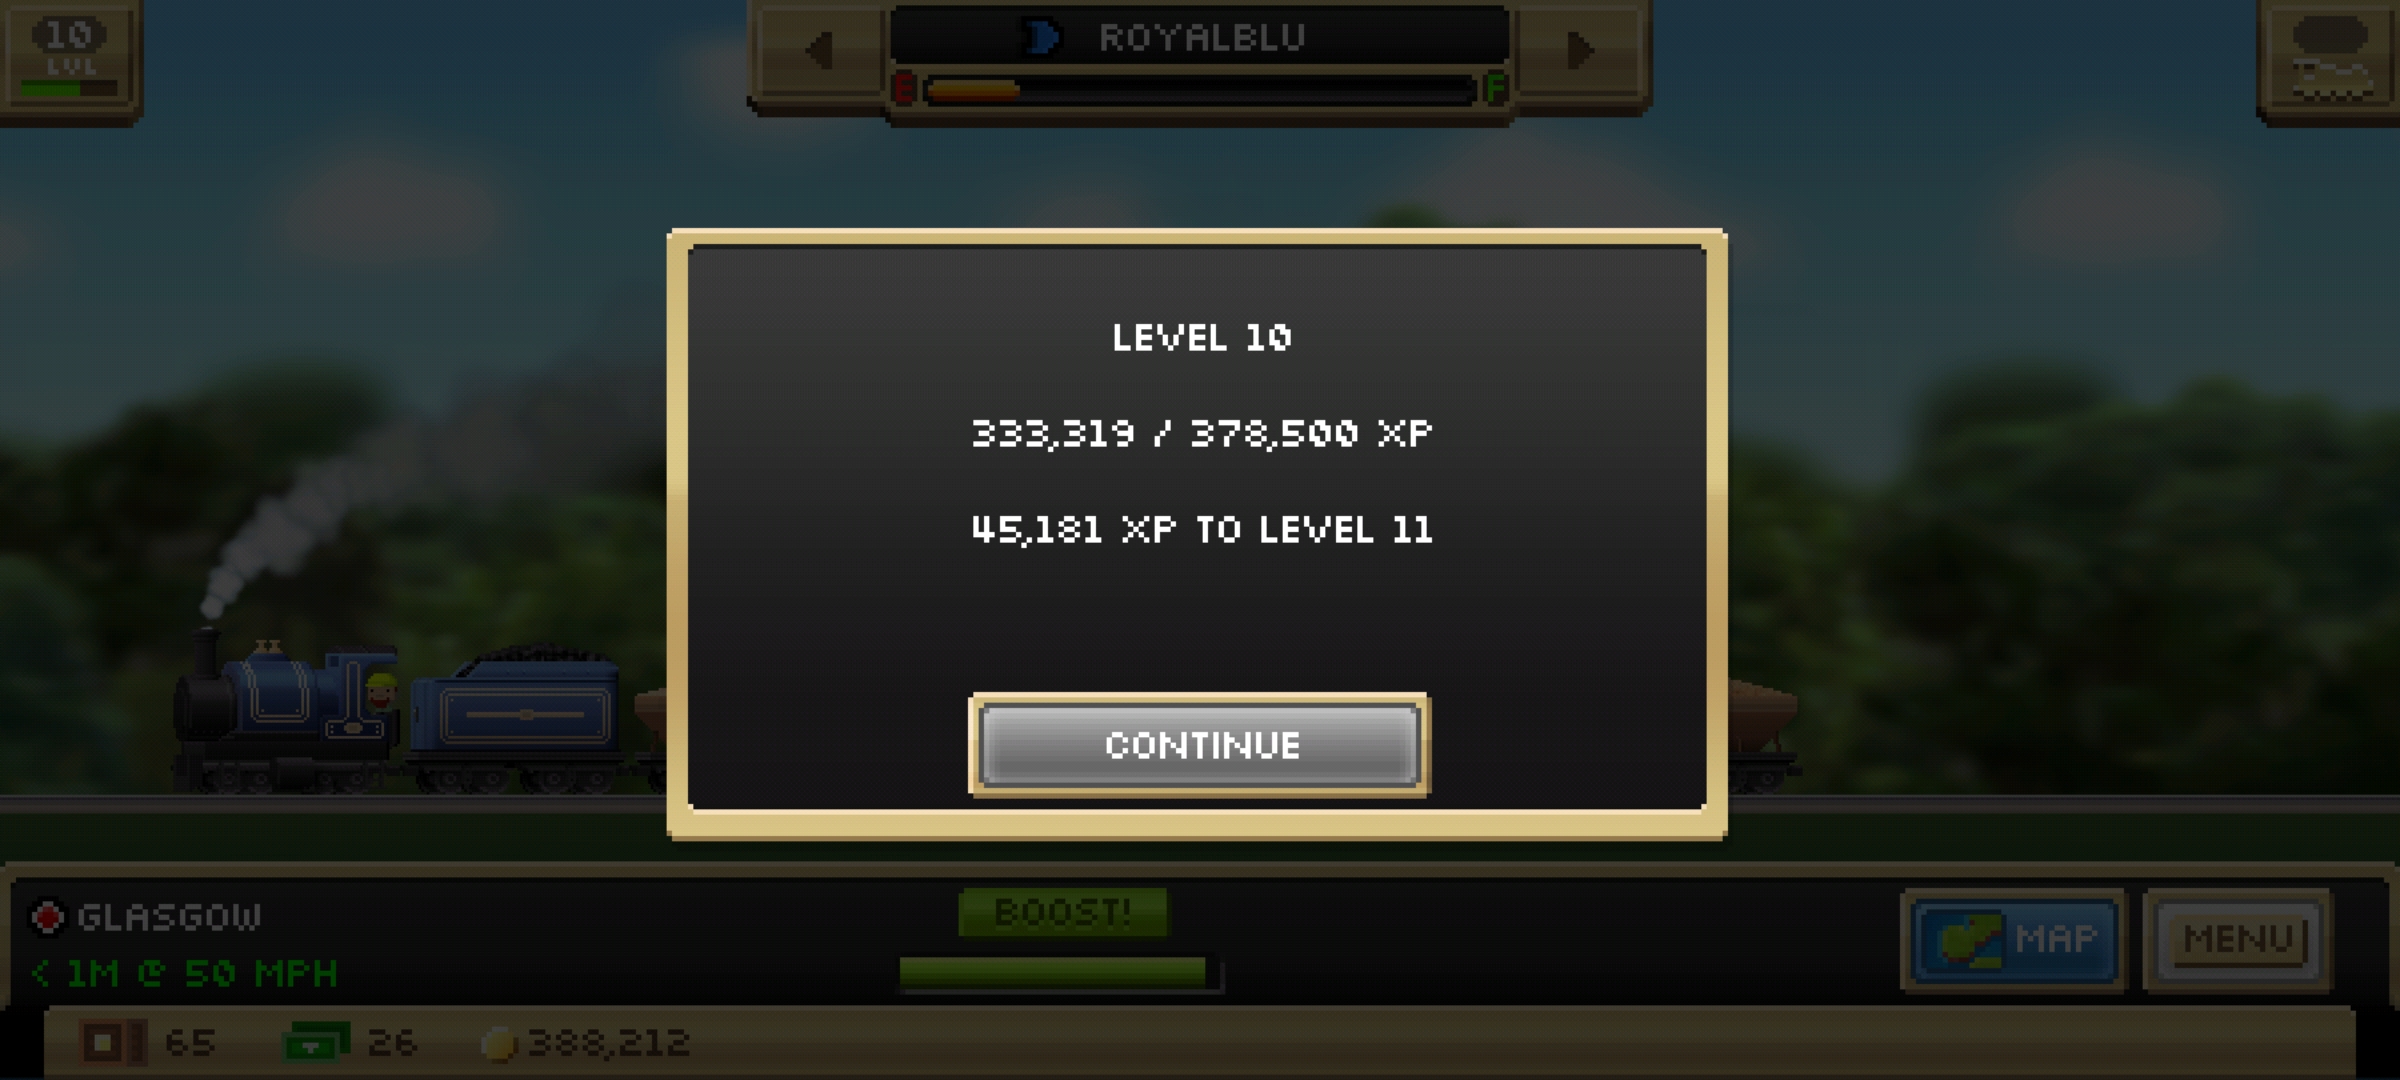 10
LVL
ROYALBLU
E F
LEVEL 10
333,319 / 378,500 XP
45,181 XP TO LEVEL 11
CONTINUE
GLASGOW
< 1M @ 50 MPH
BOOST!
MAP
MENU
65 26 388,212